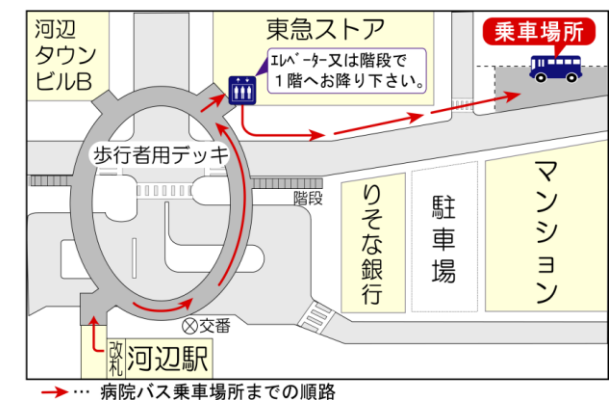 河辺
タウン
ビルB
東急ストア
乗車場所
ｴﾚﾍﾞｰﾀｰ又は階段で
１階へお降り下さい。
歩行者用デッキ
階段
りそな銀行
駐車場
マンション
交番
改札
河辺駅
→… 病院バス乗車場所までの順路